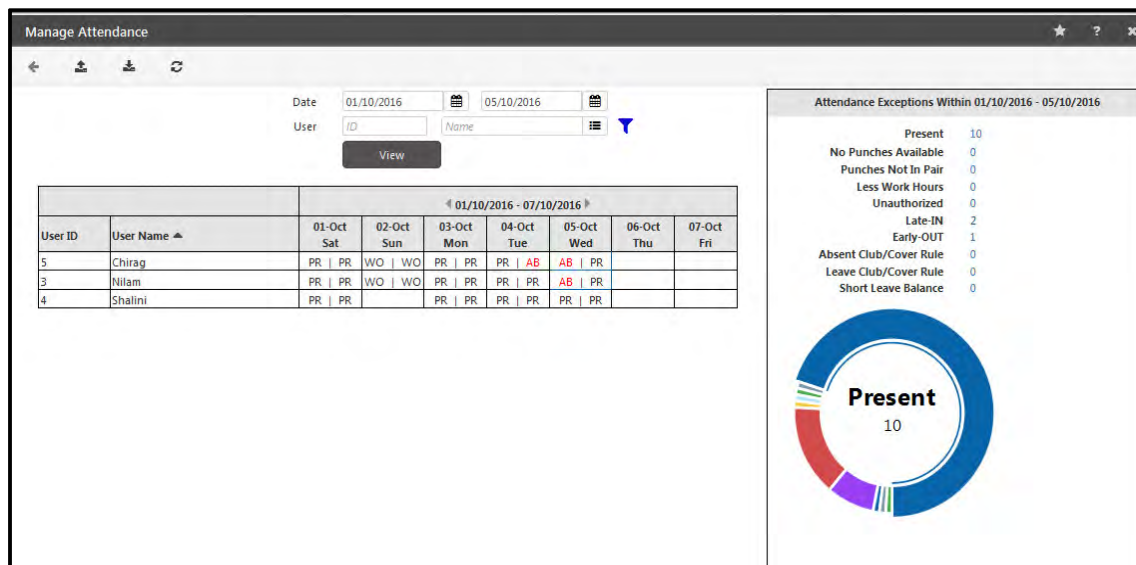 Manage Attendance ?
Date 01/10/2016 05/10/2016
User ID Name
View
01/10/2016 - 07/10/2016
User ID User Name 01-Oct Sat 02-Oct Sun 03-Oct Mon 04-Oct Tue 05-Oct Wed 06-Oct Thu 07-Oct Fri
5 Chirag PR | PR WO | WO PR | PR PR | AB AB | PR
3 Nilam PR | PR WO | WO PR | PR PR | PR AB | PR
4 Shalini PR | PR PR | PR PR | PR PR | PR
Attendance Exceptions Within 01/10/2016 - 05/10/2016
Present 10
No Punches Available 0
Punches Not In Pair 0
Less Work Hours 0
Unauthorized 0
Late-IN 2
Early-OUT 1
Absent Club/Cover Rule 0
Leave Club/Cover Rule 0
Short Leave Balance 0
Present
10